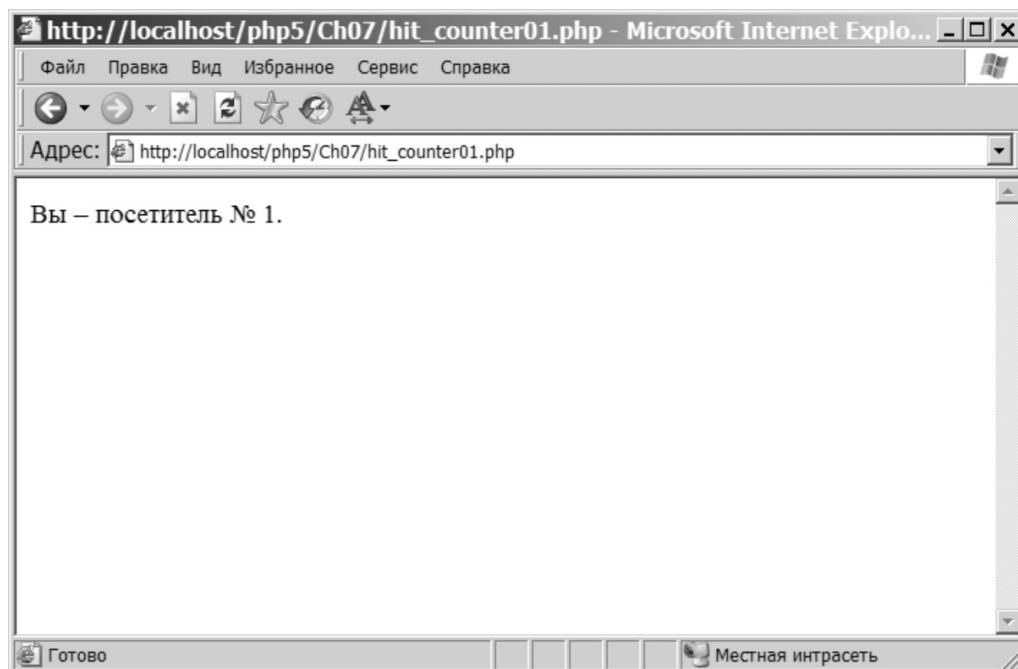 http://localhost/php5/Ch07/hit_counter01.php - Microsoft Internet Explo...
Файл Правка Вид Избранное Сервис Справка
Адрес: http://localhost/php5/Ch07/hit_counter01.php
Вы – посетитель № 1.
Готово Местная интрасеть